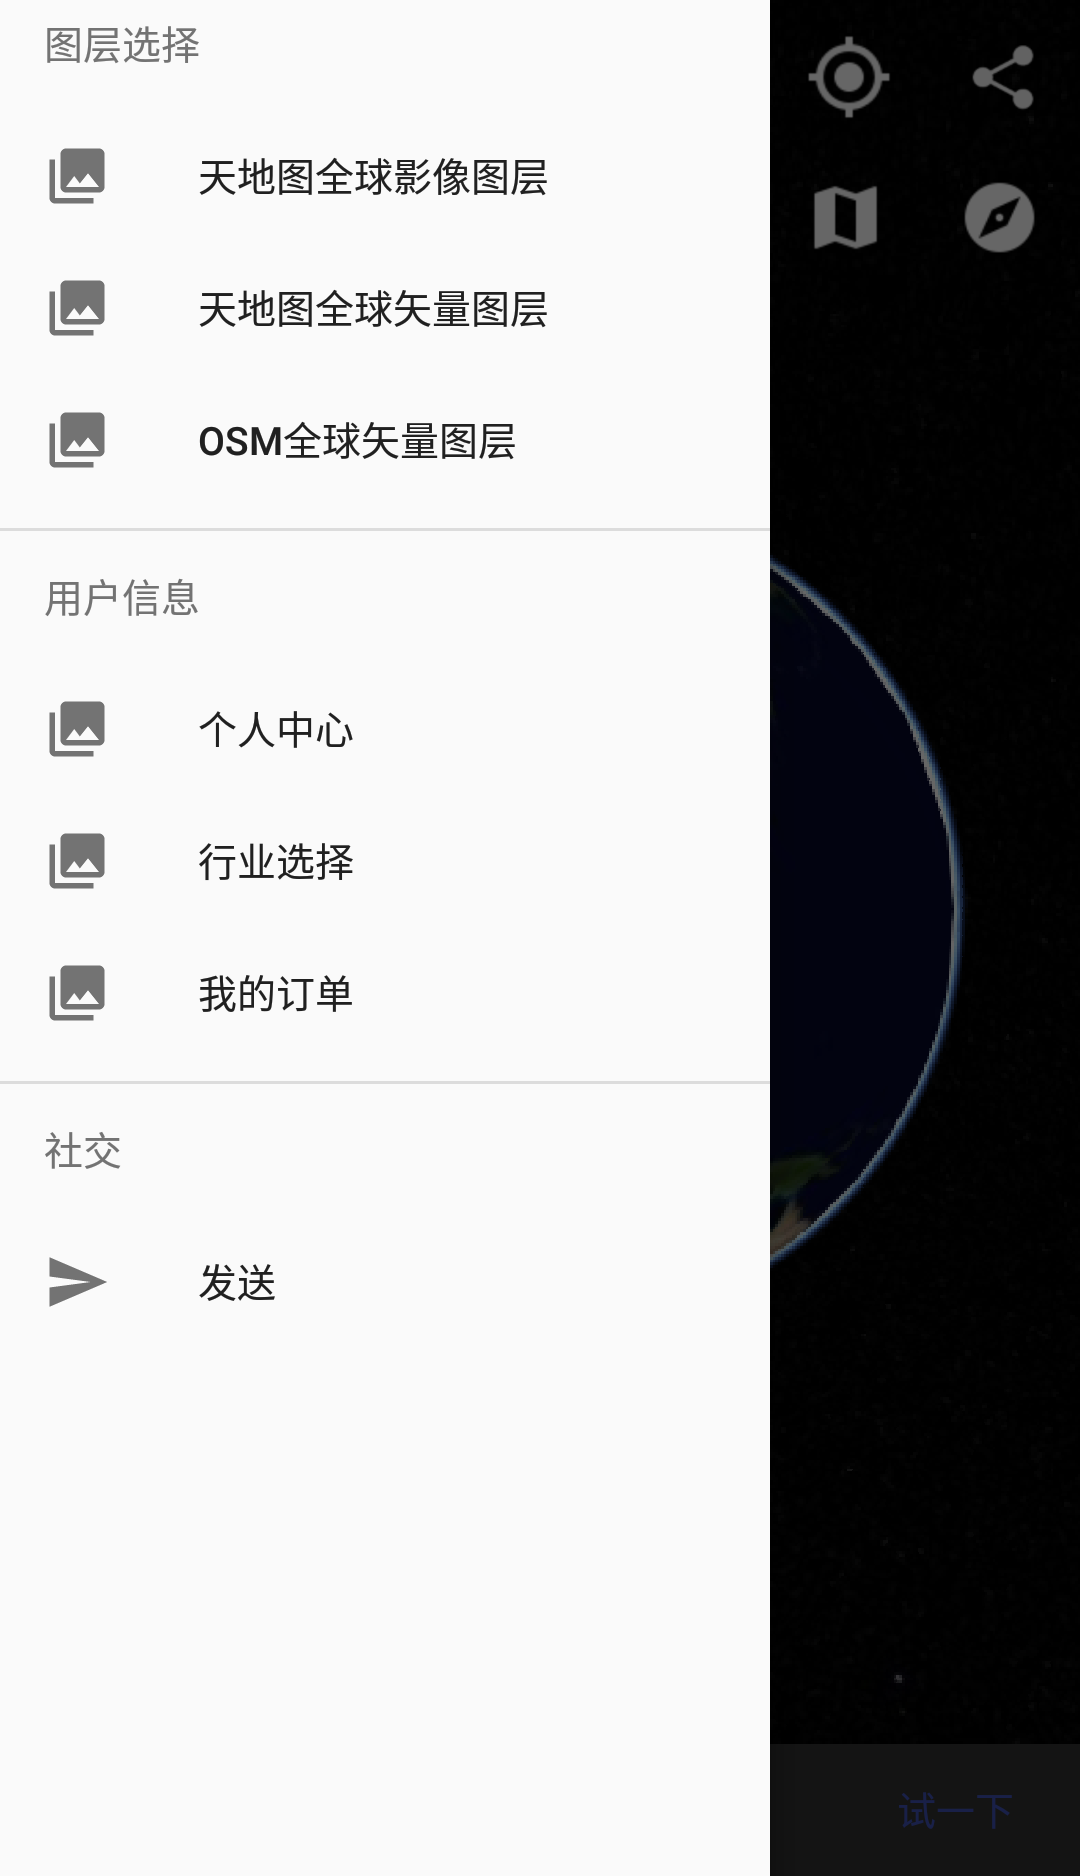 图层选择
天地图全球影像图层
天地图全球矢量图层
OSM全球矢量图层
用户信息
个人中心
行业选择
我的订单
社交
发送
试一下